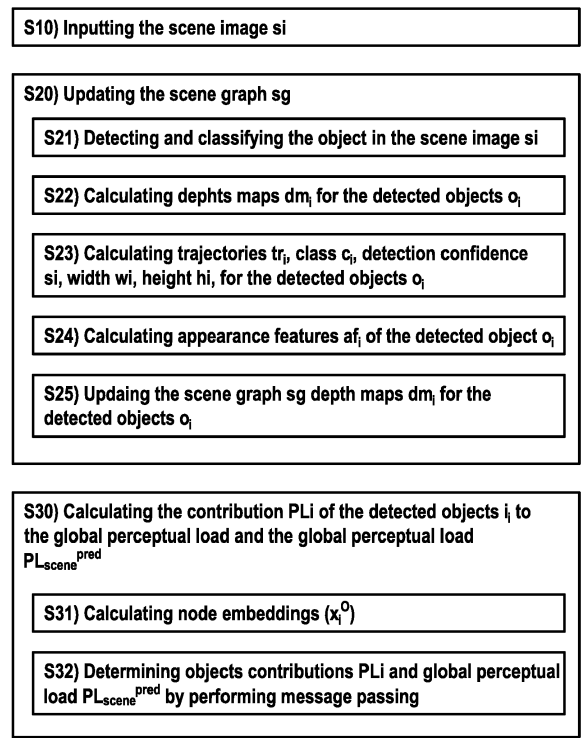 S10) Inputting the scene image si
S20) Updating the scene graph sg
S21) Detecting and classifying the object in the scene image si
S22) Calculating dephts maps dmᵢ for the detected objects oᵢ
S23) Calculating trajectories trᵢ, class cᵢ, detection confidence
si, width wi, height hi, for the detected objects oᵢ
S24) Calculating appearance features afᵢ of the detected object oᵢ
S25) Updaing the scene graph sg depth maps dmᵢ for the
detected objects oᵢ
S30) Calculating the contribution PLi of the detected objects iᵢ to
the global perceptual load and the global perceptual load
PL_scene^pred
S31) Calculating node embeddings (xᵢᴼ)
S32) Determining objects contributions PLi and global perceptual
load PL_scene^pred by performing message passing